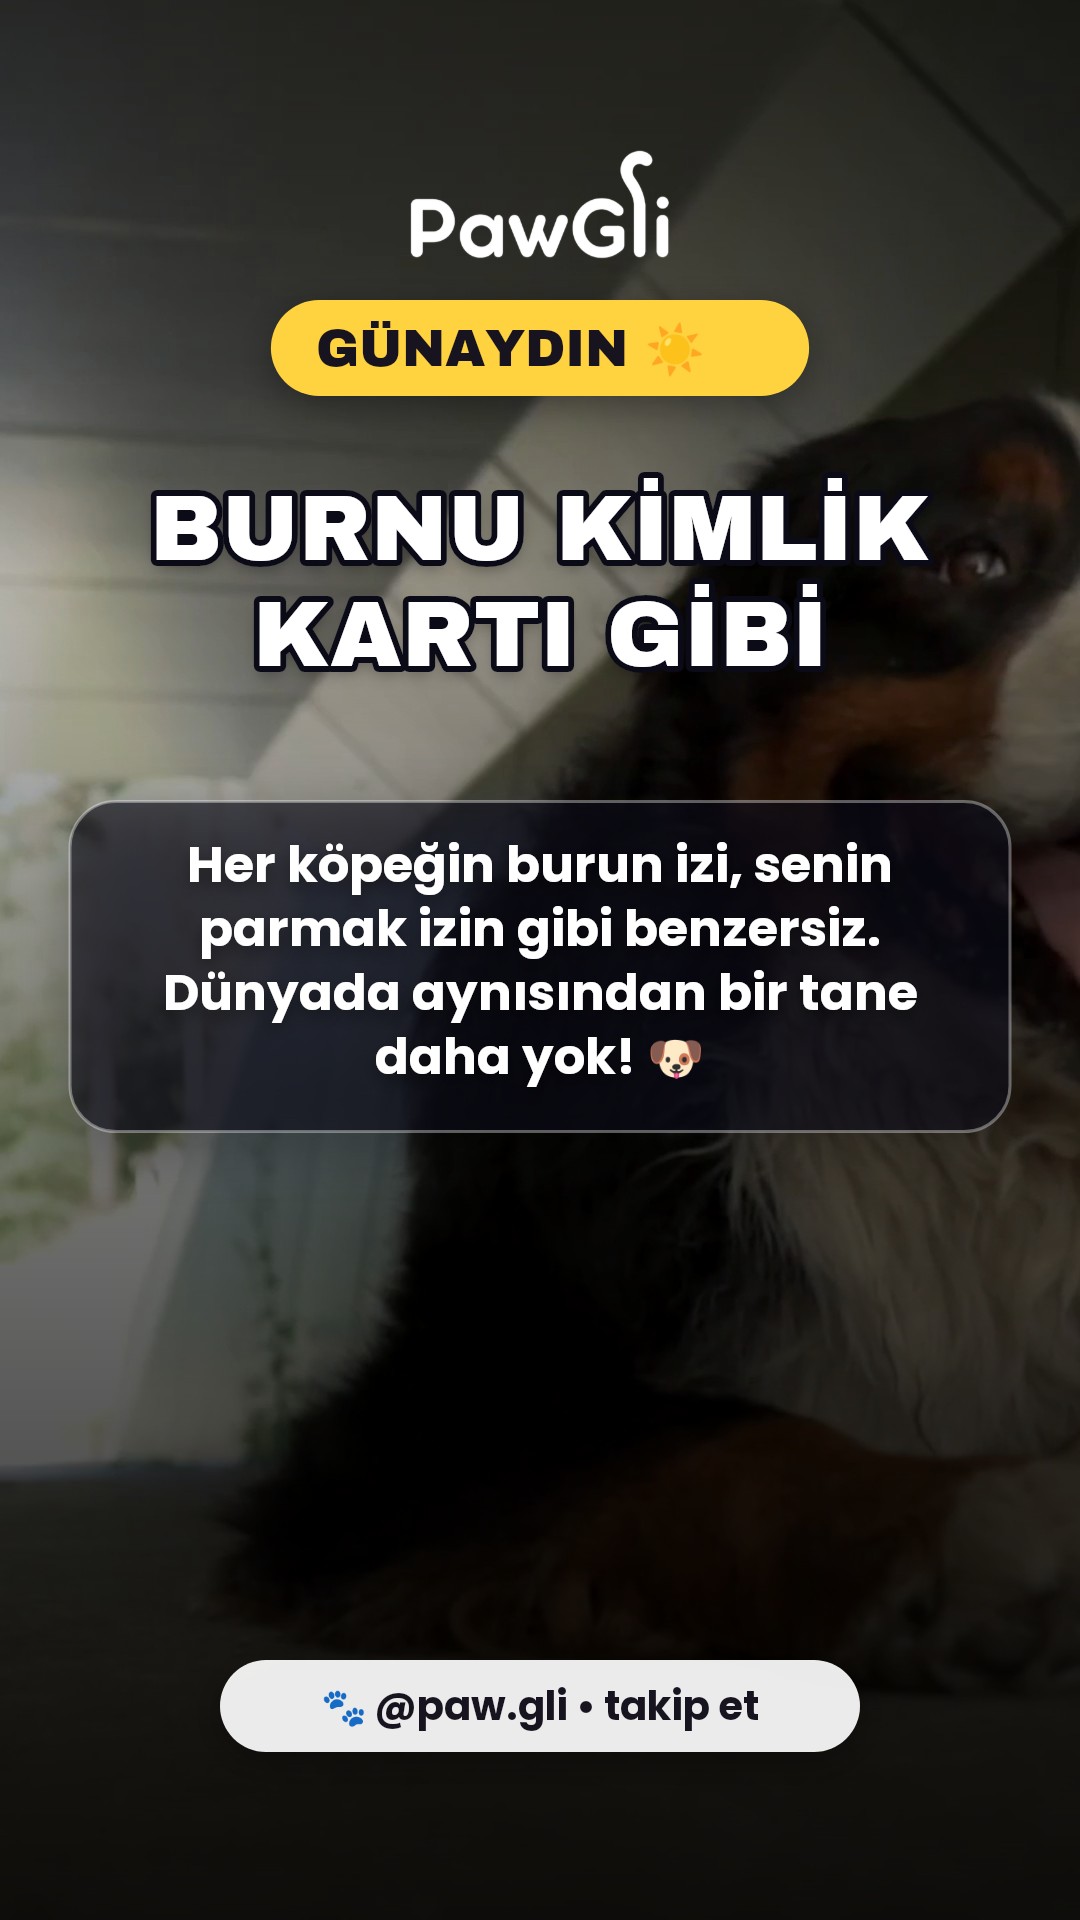 PawGli
GÜNAYDIN ☀️
BURNU KİMLİK
KARTI GİBİ
Her köpeğin burun izi, senin
parmak izin gibi benzersiz.
Dünyada aynısından bir tane
daha yok! 🐶
🐾 @paw.gli • takip et